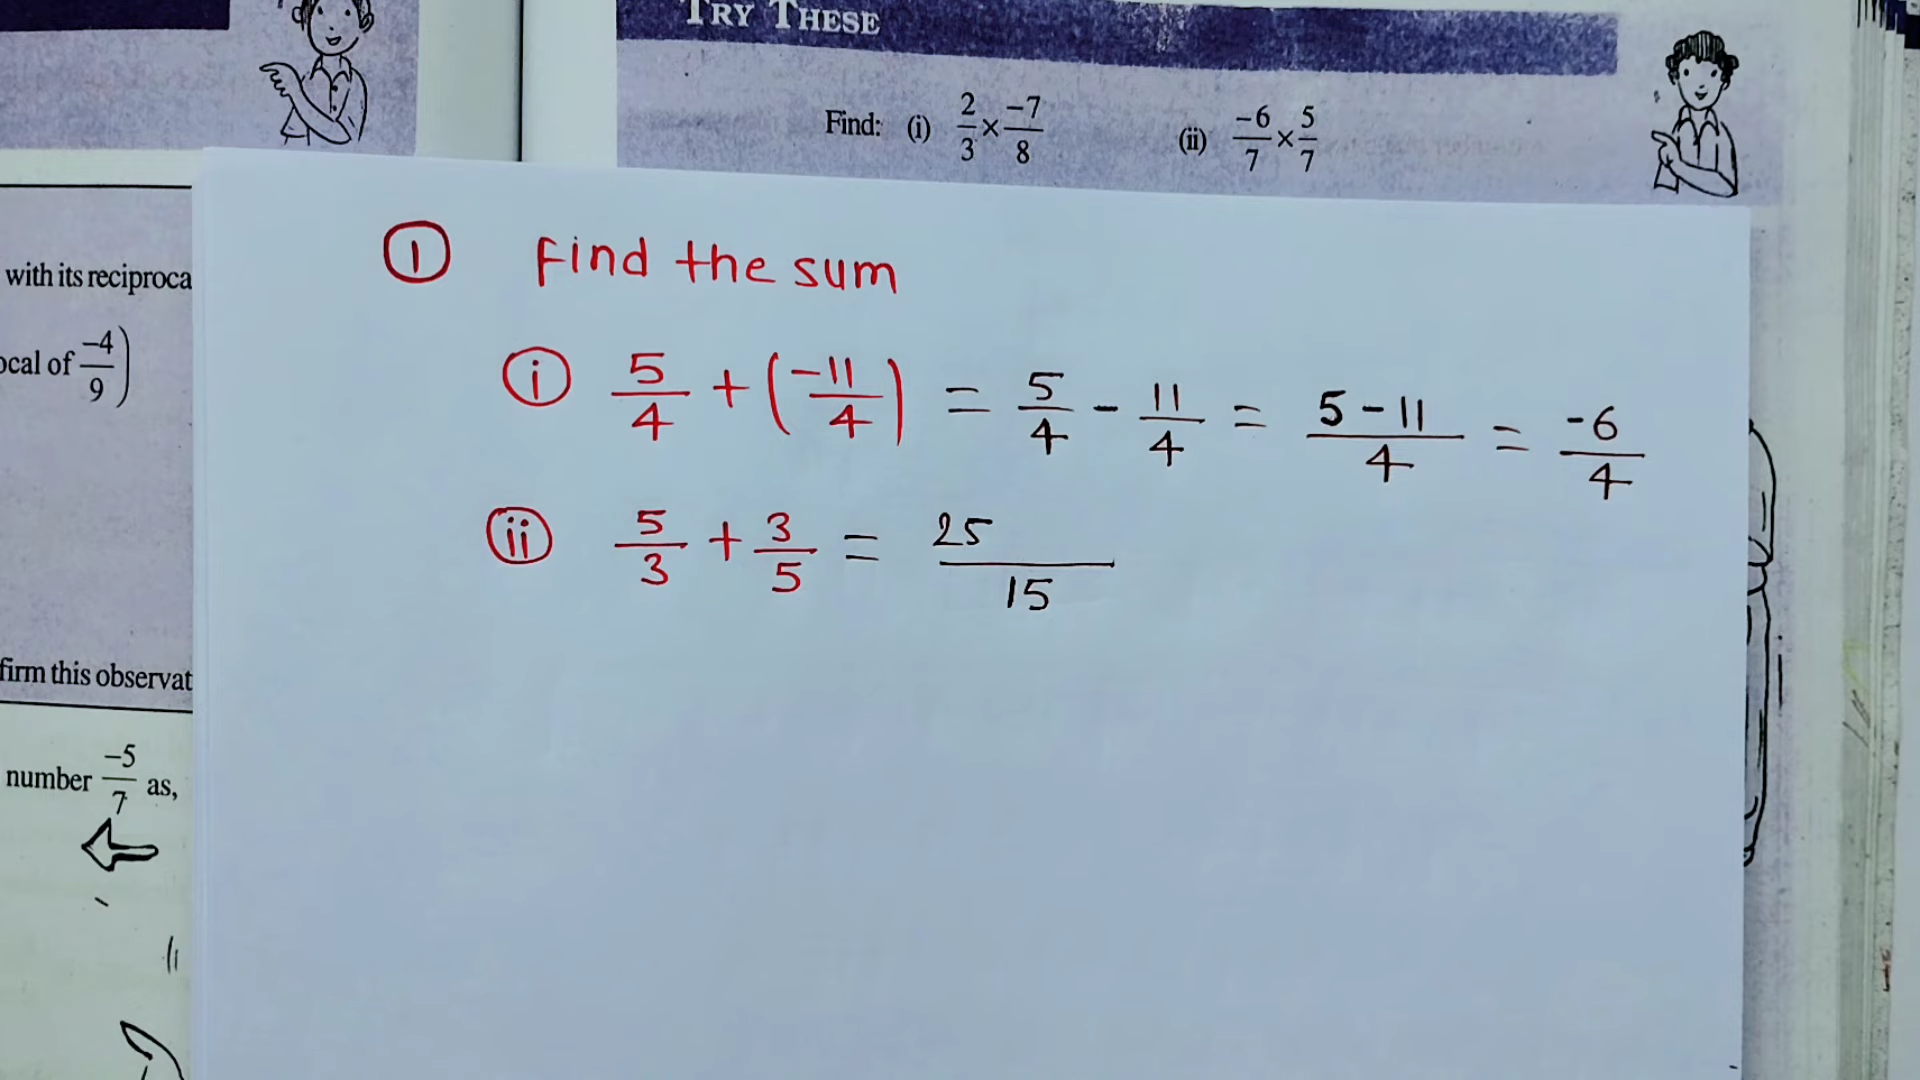 TRY THESE
Find: (i) 2/3 × -7/8 (ii) -6/7 × 5/7
with its reciproca
ocal of -4/9)
firm this observat
number -5/7 as,
① Find the sum
ⓘ 5/4 + (-11/4) = 5/4 - 11/4 = 5-11/4 = -6/4
ⓘⓘ 5/3 + 3/5 = 25/15